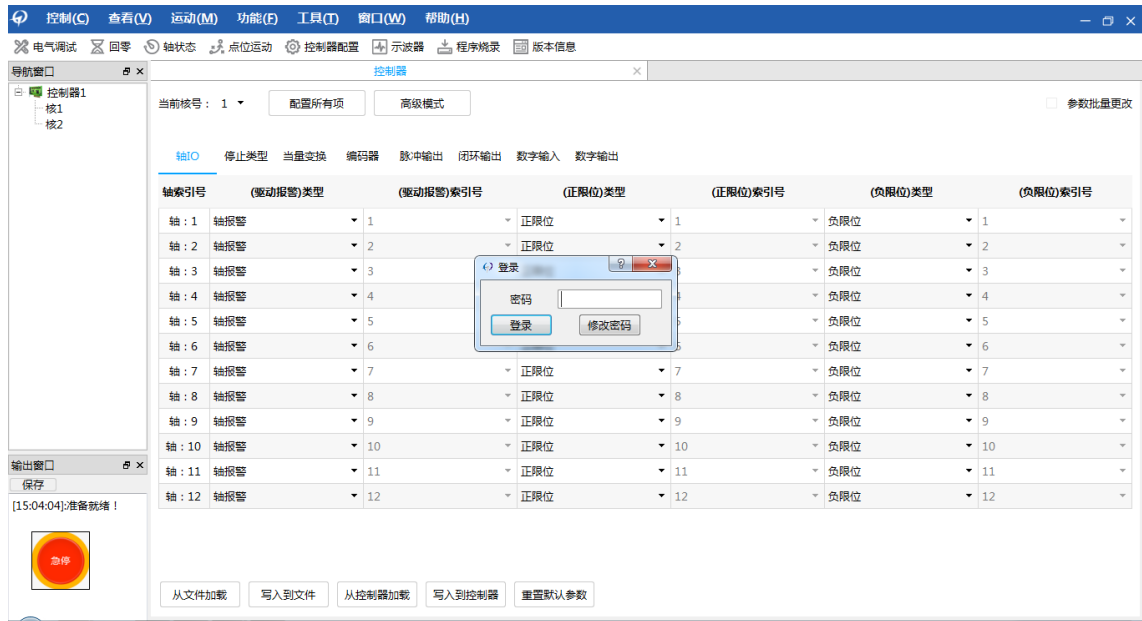 控制(C) 查看(V) 运动(M) 功能(F) 工具(T) 窗口(W) 帮助(H)
电气调试 回零 轴状态 点位运动 控制器配置 示波器 程序烧录 版本信息
导航窗口 控制器
控制器1
核1
核2
当前核号： 1 配置所有项 高级模式 参数批量更改
轴IO 停止类型 当量变换 编码器 脉冲输出 闭环输出 数字输入 数字输出
轴索引号 (驱动报警)类型 (驱动报警)索引号 (正限位)类型 (正限位)索引号 (负限位)类型 (负限位)索引号
轴：1 轴报警 1 正限位 1 负限位 1
轴：2 轴报警 2 正限位 2 负限位 2
轴：3 轴报警 3 负限位 3
轴：4 轴报警 4 负限位 4
轴：5 轴报警 5 负限位 5
轴：6 轴报警 6 负限位 6
轴：7 轴报警 7 正限位 7 负限位 7
轴：8 轴报警 8 正限位 8 负限位 8
轴：9 轴报警 9 正限位 9 负限位 9
轴：10 轴报警 10 正限位 10 负限位 10
轴：11 轴报警 11 正限位 11 负限位 11
轴：12 轴报警 12 正限位 12 负限位 12
登录 ?
密码
登录 修改密码
输出窗口
保存
[15:04:04]:准备就绪！
急停
从文件加载 写入到文件 从控制器加载 写入到控制器 重置默认参数